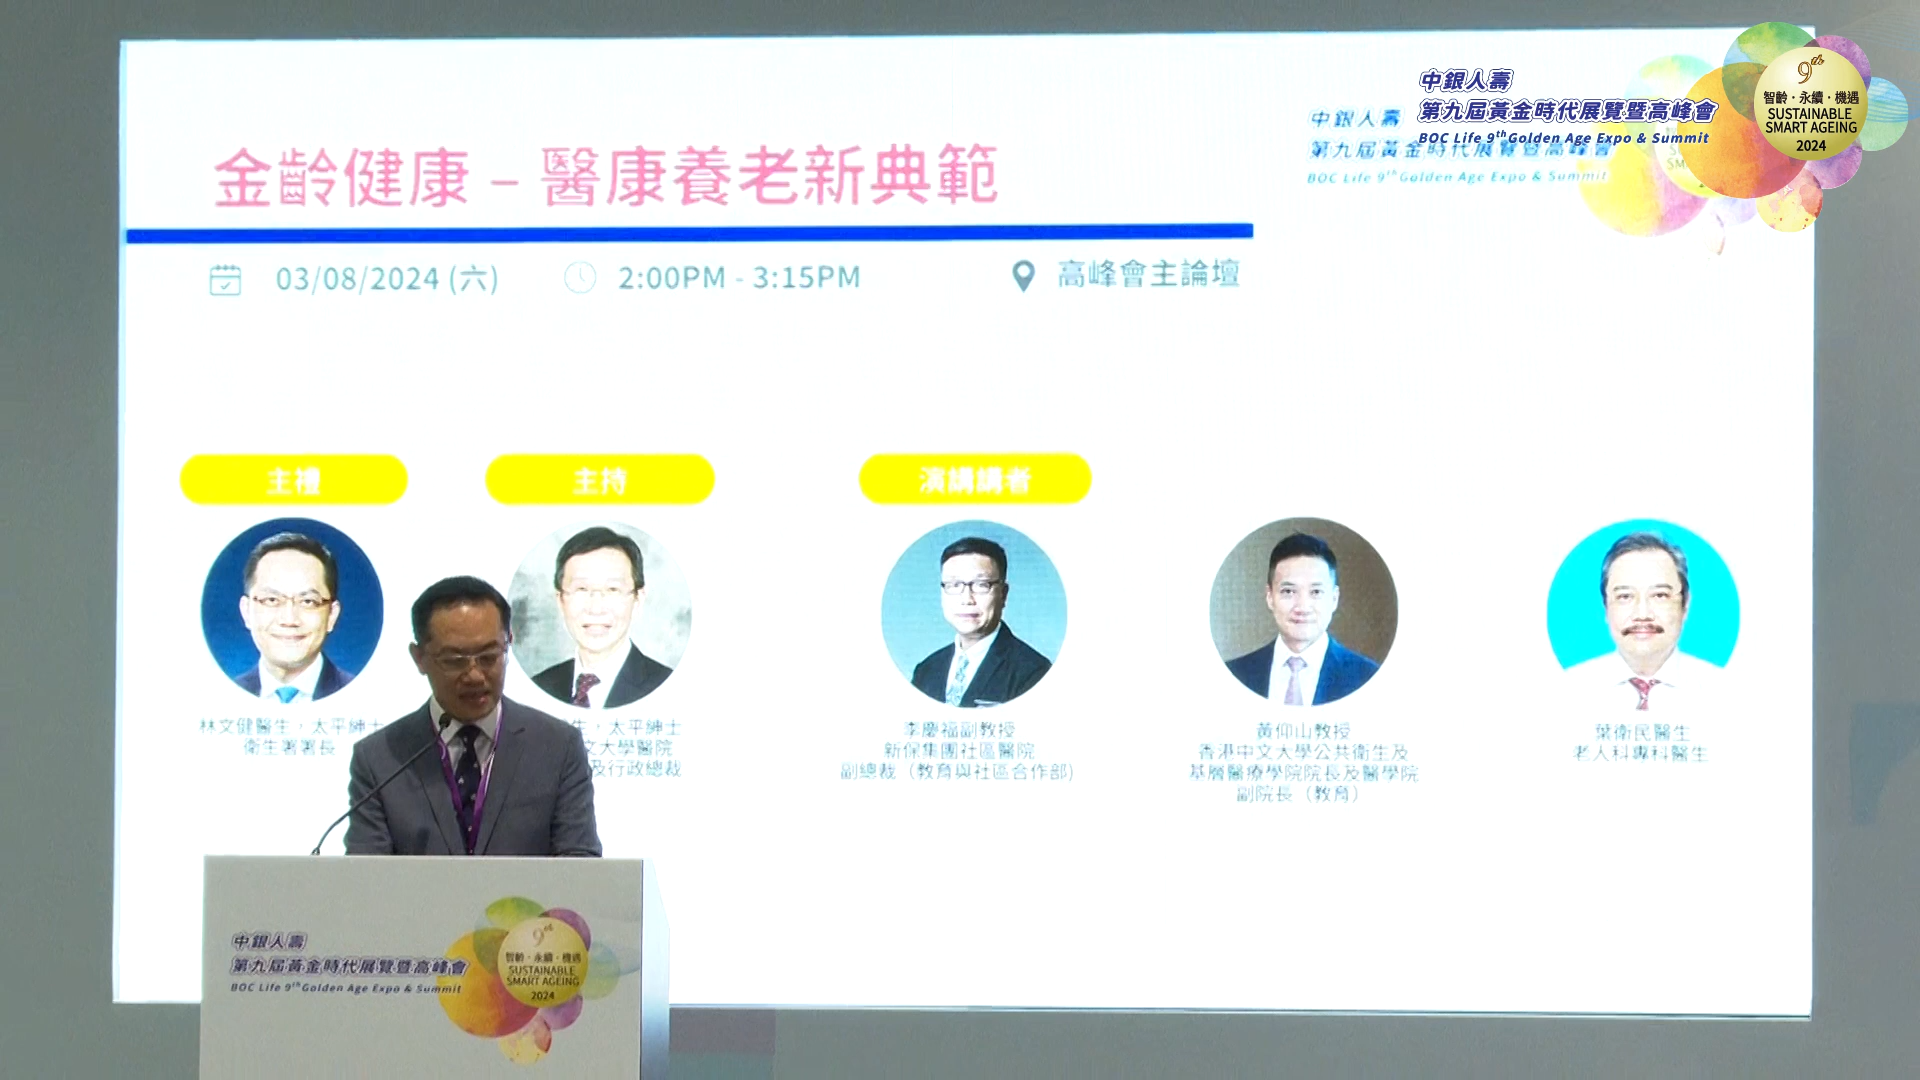 中銀人壽
第九屆黃金時代展覽暨高峰會
BOC Life 9th Golden Age Expo & Summit
9th
智齡・永續・機遇
SUSTAINABLE
SMART AGEING
2024
中銀人壽
第九屆黃金時代展覽暨高峰會
BOC Life 9th Golden Age Expo & Summit
金齡健康 – 醫康養老新典範
03/08/2024 (六)
2:00PM - 3:15PM
高峰會主論壇
主禮
主持
演講講者
林文健醫生，太平紳士
衛生署署長
生，太平紳士
文大學醫院
及行政總裁
李慶福副教授
新保集團社區醫院
副總裁（教育與社區合作部）
黃仰山教授
香港中文大學公共衛生及
基層醫療學院院長及醫學院
副院長（教育）
葉衛民醫生
老人科專科醫生
中銀人壽
第九屆黃金時代展覽暨高峰會
BOC Life 9th Golden Age Expo & Summit
9th
智齡・永續・機遇
SUSTAINABLE
SMART AGEING
2024